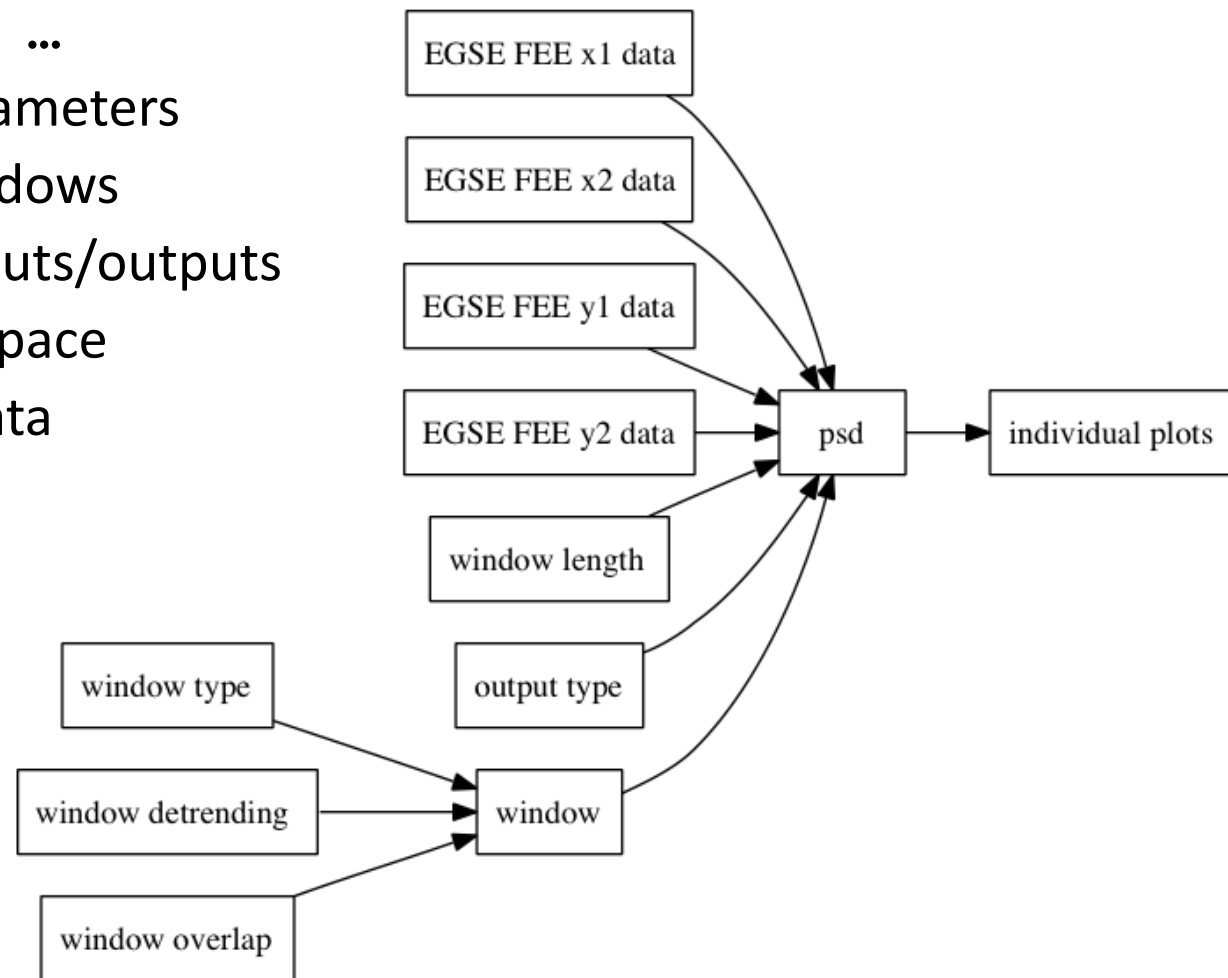 ...
ameters
dows
uts/outputs
pace
ta
EGSE FEE x1 data
EGSE FEE x2 data
EGSE FEE y1 data
EGSE FEE y2 data
psd
individual plots
window length
window type
output type
window detrending
window
window overlap